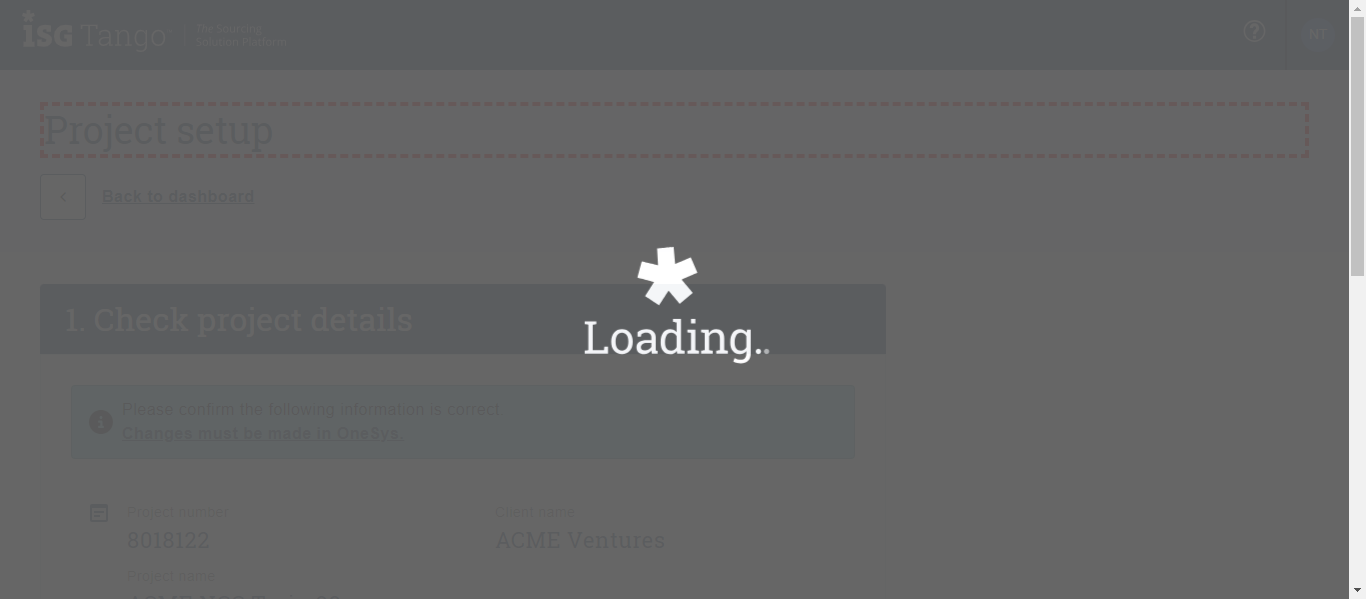 isg Tango
The Sourcing
Solution Platform
NT
Project setup
Back to dashboard
1. Check project details
Loading..
Please confirm the following information is correct.
Changes must be made in OneSys.
Project number
Client name
8018122
ACME Ventures
Project name